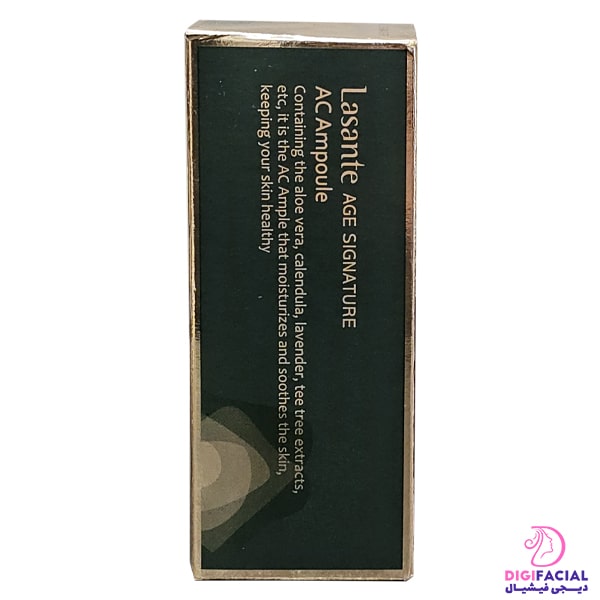 Lasante AGE SIGNATURE
AC Ampoule
Containing the aloe vera, calendula, lavender, tee tree extracts,
etc, it is the AC Ample that moisturizes and soothes the skin,
keeping your skin healthy
DIGIFACIAL
دیجی فیشیال